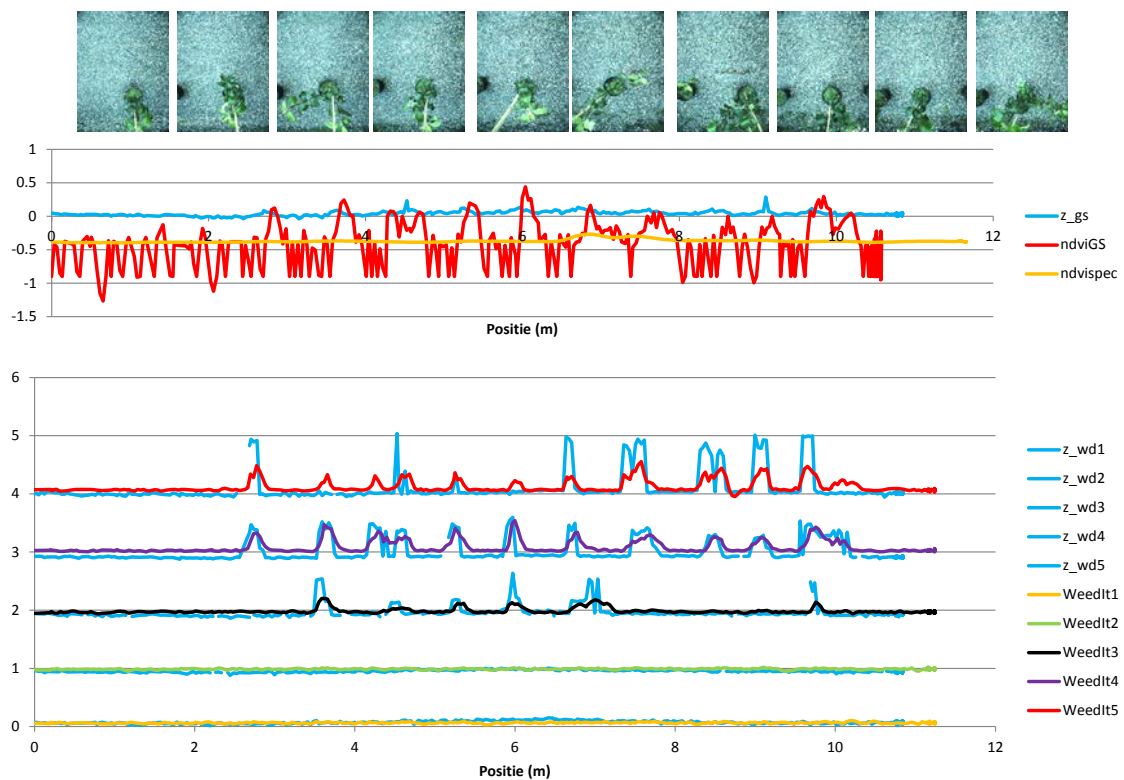 1
0.5
0
-0.5
-1
-1.5
0 2 4 6 8 10 12
Positie (m)
z_gs
ndviGS
ndvispec
6
5
4
3
2
1
0
0 2 4 6 8 10 12
Positie (m)
z_wd1
z_wd2
z_wd3
z_wd4
z_wd5
WeedIt1
WeedIt2
WeedIt3
WeedIt4
WeedIt5